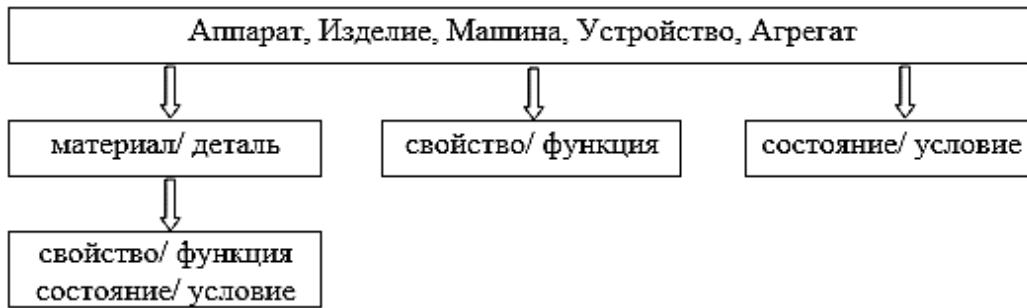 Аппарат, Изделие, Машина, Устройство, Агрегат
материал/ деталь
свойство/ функция
состояние/ условие
свойство/ функция
состояние/ условие